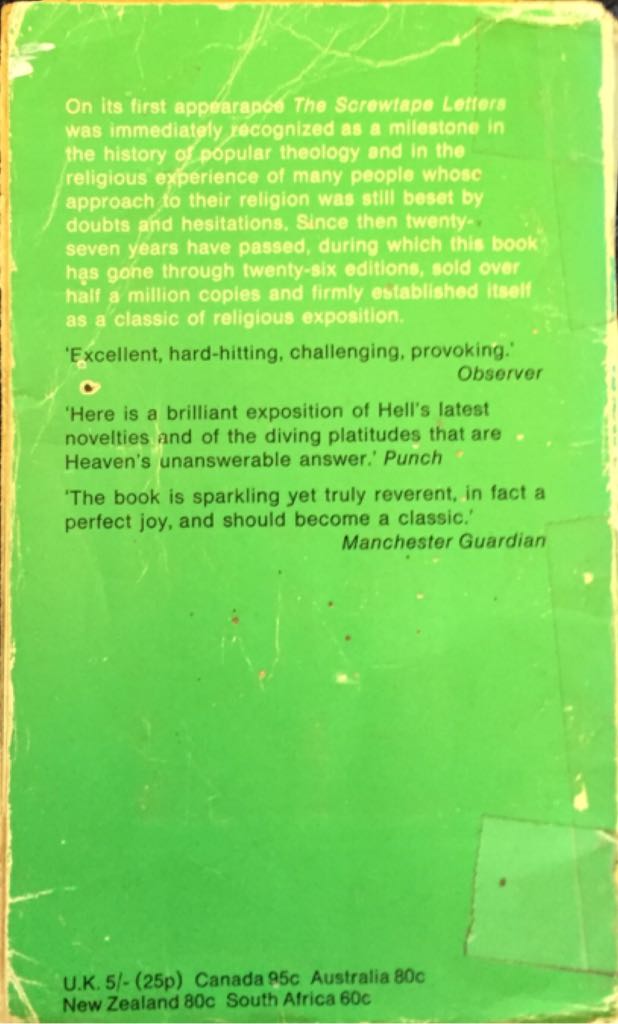 On its first appearance The Screwtape Letters
was immediately recognized as a milestone in
the history of popular theology and in the
religious experience of many people whose
approach to their religion was still beset by
doubts and hesitations. Since then twenty-
seven years have passed, during which this book
has gone through twenty-six editions, sold over
half a million copies and firmly established itself
as a classic of religious exposition.
'Excellent, hard-hitting, challenging, provoking.'
Observer
'Here is a brilliant exposition of Hell's latest
novelties and of the diving platitudes that are
Heaven's unanswerable answer.' Punch
'The book is sparkling yet truly reverent, in fact a
perfect joy, and should become a classic.'
Manchester Guardian
U.K. 5/- (25p) Canada 95c Australia 80c
New Zealand 80c South Africa 60c